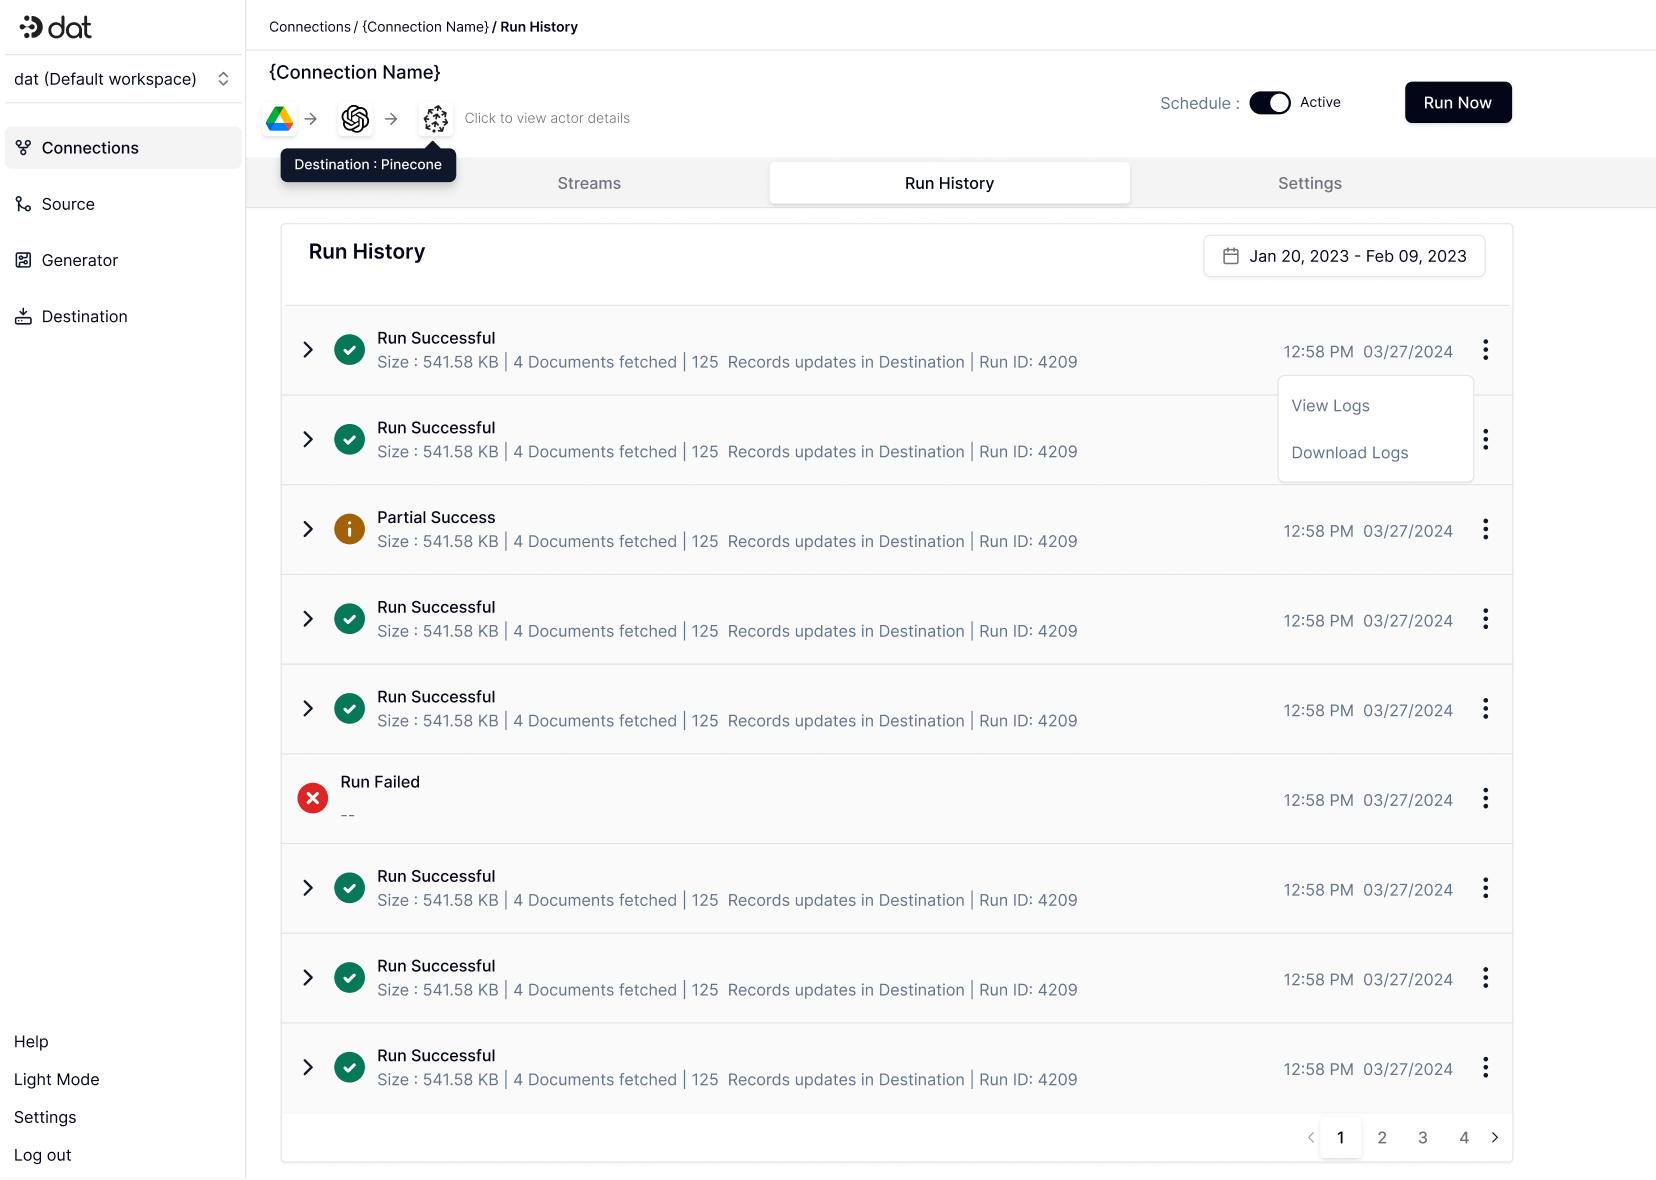 dat
dat (Default workspace)
Connections
Source
Generator
Destination
Help
Light Mode
Settings
Log out
Connections / {Connection Name} / Run History
{Connection Name}
Click to view actor details
Destination : Pinecone
Schedule :
Active
Run Now
Streams
Run History
Settings
Run History
Jan 20, 2023 - Feb 09, 2023
Run Successful
Size : 541.58 KB | 4 Documents fetched | 125 Records updates in Destination | Run ID: 4209
12:58 PM 03/27/2024
View Logs
Download Logs
Run Successful
Size : 541.58 KB | 4 Documents fetched | 125 Records updates in Destination | Run ID: 4209
Partial Success
Size : 541.58 KB | 4 Documents fetched | 125 Records updates in Destination | Run ID: 4209
12:58 PM 03/27/2024
Run Successful
Size : 541.58 KB | 4 Documents fetched | 125 Records updates in Destination | Run ID: 4209
12:58 PM 03/27/2024
Run Successful
Size : 541.58 KB | 4 Documents fetched | 125 Records updates in Destination | Run ID: 4209
12:58 PM 03/27/2024
Run Failed
--
12:58 PM 03/27/2024
Run Successful
Size : 541.58 KB | 4 Documents fetched | 125 Records updates in Destination | Run ID: 4209
12:58 PM 03/27/2024
Run Successful
Size : 541.58 KB | 4 Documents fetched | 125 Records updates in Destination | Run ID: 4209
12:58 PM 03/27/2024
Run Successful
Size : 541.58 KB | 4 Documents fetched | 125 Records updates in Destination | Run ID: 4209
12:58 PM 03/27/2024
1 2 3 4